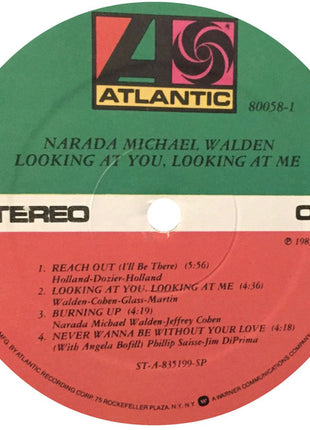 ATLANTIC
80058-1
NARADA MICHAEL WALDEN
LOOKING AT YOU, LOOKING AT ME
STEREO
℗ 198
1. REACH OUT (I'll Be There) (5:56)
Holland-Dozier-Holland
2. LOOKING AT YOU, LOOKING AT ME (4:36)
Walden-Cohen-Glass-Martin
3. BURNING UP (4:19)
Narada Michael Walden-Jeffrey Cohen
4. NEVER WANNA BE WITHOUT YOUR LOVE (4:18)
(With Angela Bofill) Phillip Saisse-Jim DiPrima
ST-A-835199-SP
MFG. BY ATLANTIC RECORDING CORP. 75 ROCKEFELLER PLAZA, N.Y., N.Y. A WARNER COMMUNICATIONS COMPANY